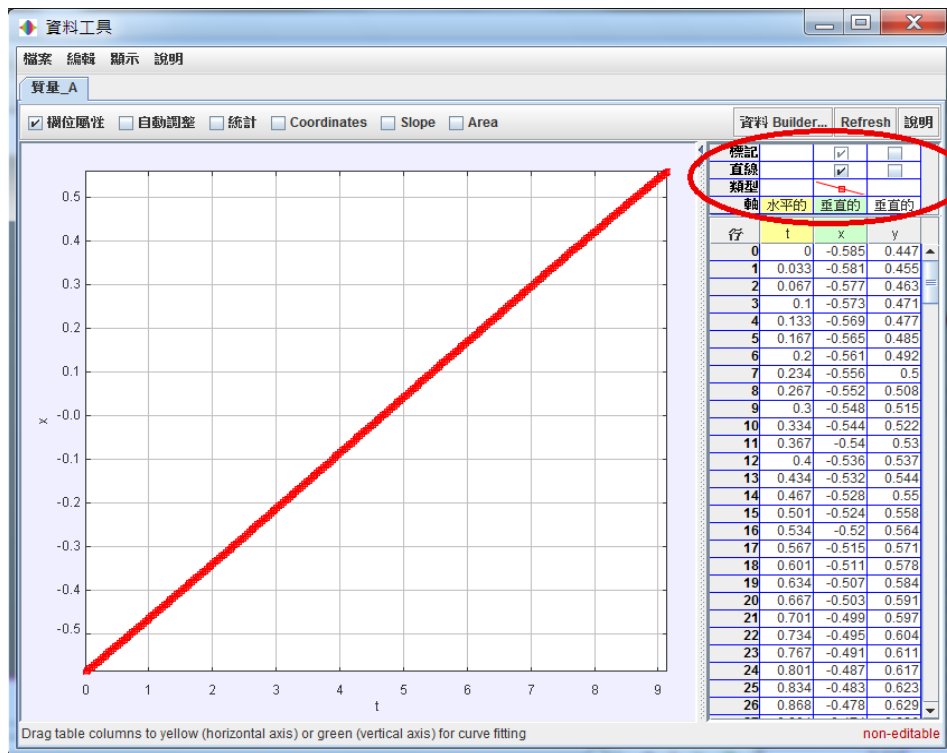 資料工具
檔案 編輯 顯示 說明
質量_A
欄位屬性 自動調整 統計 Coordinates Slope Area 資料 Builder... Refresh 說明
標記
直線
類型
軸 水平的 垂直的 垂直的
行 t x y
0 0 -0.585 0.447
1 0.033 -0.581 0.455
2 0.067 -0.577 0.463
3 0.1 -0.573 0.471
4 0.133 -0.569 0.477
5 0.167 -0.565 0.485
6 0.2 -0.561 0.492
7 0.234 -0.556 0.5
8 0.267 -0.552 0.508
9 0.3 -0.548 0.515
10 0.334 -0.544 0.522
11 0.367 -0.54 0.53
12 0.4 -0.536 0.537
13 0.434 -0.532 0.544
14 0.467 -0.528 0.55
15 0.501 -0.524 0.558
16 0.534 -0.52 0.564
17 0.567 -0.515 0.571
18 0.601 -0.511 0.578
19 0.634 -0.507 0.584
20 0.667 -0.503 0.591
21 0.701 -0.499 0.597
22 0.734 -0.495 0.604
23 0.767 -0.491 0.611
24 0.801 -0.487 0.617
25 0.834 -0.483 0.623
26 0.868 -0.478 0.629
0.5
0.4
0.3
0.2
0.1
-0.0
x
-0.1
-0.2
-0.3
-0.4
-0.5
0 1 2 3 4 5 6 7 8 9
t
Drag table columns to yellow (horizontal axis) or green (vertical axis) for curve fitting non-editable